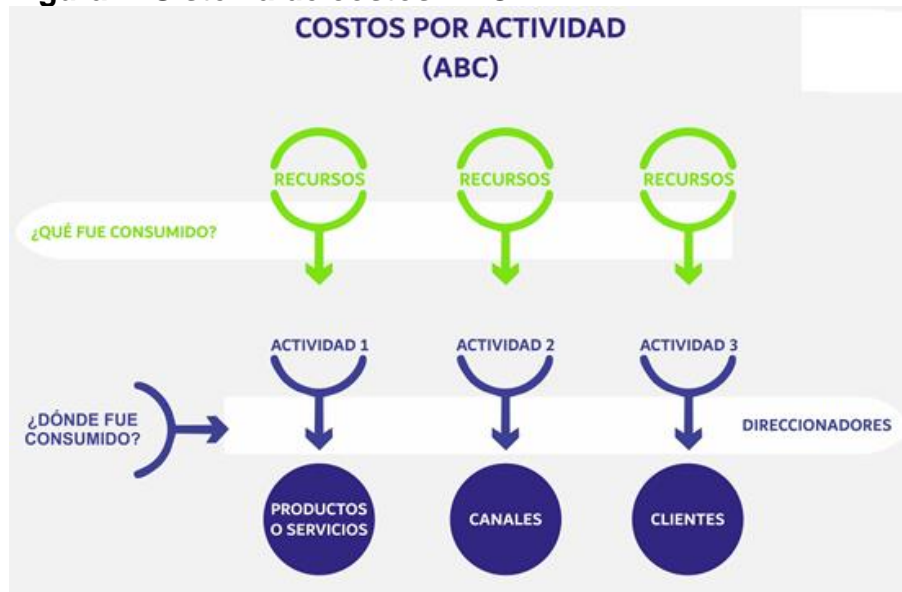 COSTOS POR ACTIVIDAD
(ABC)
RECURSOS
RECURSOS
RECURSOS
¿QUÉ FUE CONSUMIDO?
ACTIVIDAD 1
ACTIVIDAD 2
ACTIVIDAD 3
¿DÓNDE FUE
CONSUMIDO?
DIRECCIONADORES
PRODUCTOS
O SERVICIOS
CANALES
CLIENTES